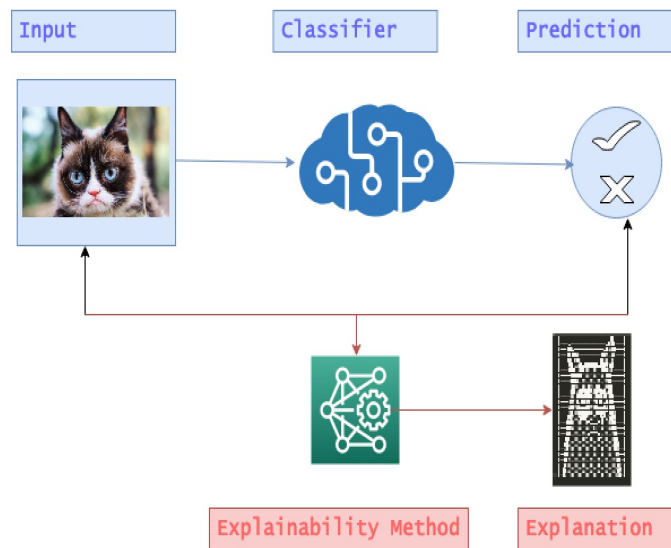 Input
Classifier
Prediction
Explainability Method
Explanation